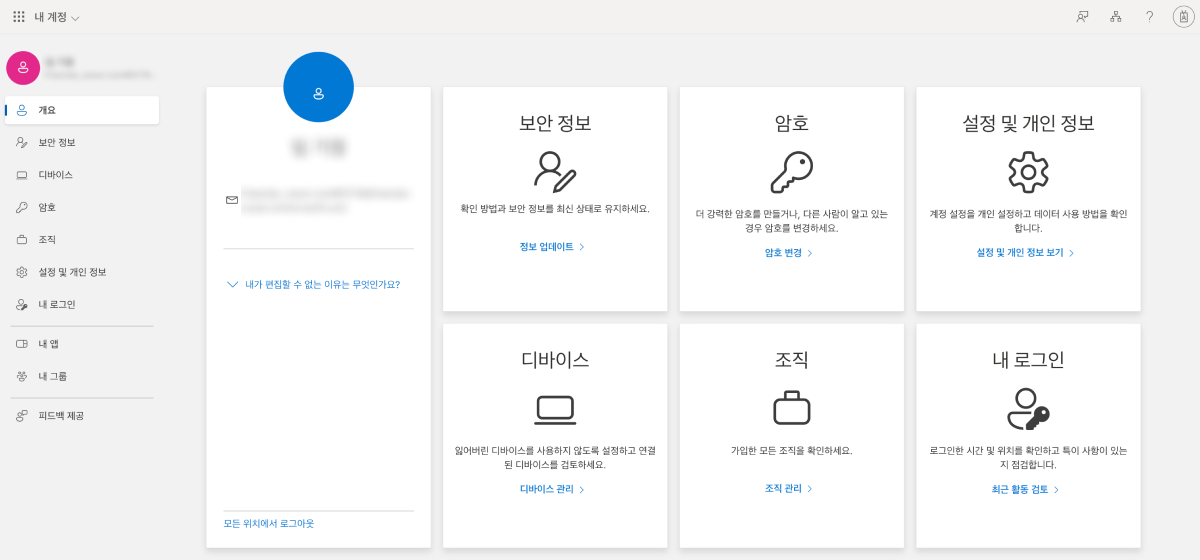 내 계정
개요
보안 정보
디바이스
암호
조직
설정 및 개인 정보
내 로그인
내 앱
내 그룹
피드백 제공
내가 편집할 수 없는 이유는 무엇인가요?
모든 위치에서 로그아웃
보안 정보
확인 방법과 보안 정보를 최신 상태로 유지하세요.
정보 업데이트
암호
더 강력한 암호를 만들거나, 다른 사람이 알고 있는
경우 암호를 변경하세요.
암호 변경
설정 및 개인 정보
계정 설정을 개인 설정하고 데이터 사용 방법을 확인
합니다.
설정 및 개인 정보 보기
디바이스
잃어버린 디바이스를 사용하지 않도록 설정하고 연결
된 디바이스를 검토하세요.
디바이스 관리
조직
가입한 모든 조직을 확인하세요.
조직 관리
내 로그인
로그인한 시간 및 위치를 확인하고 특이 사항이 있는
지 점검합니다.
최근 활동 검토